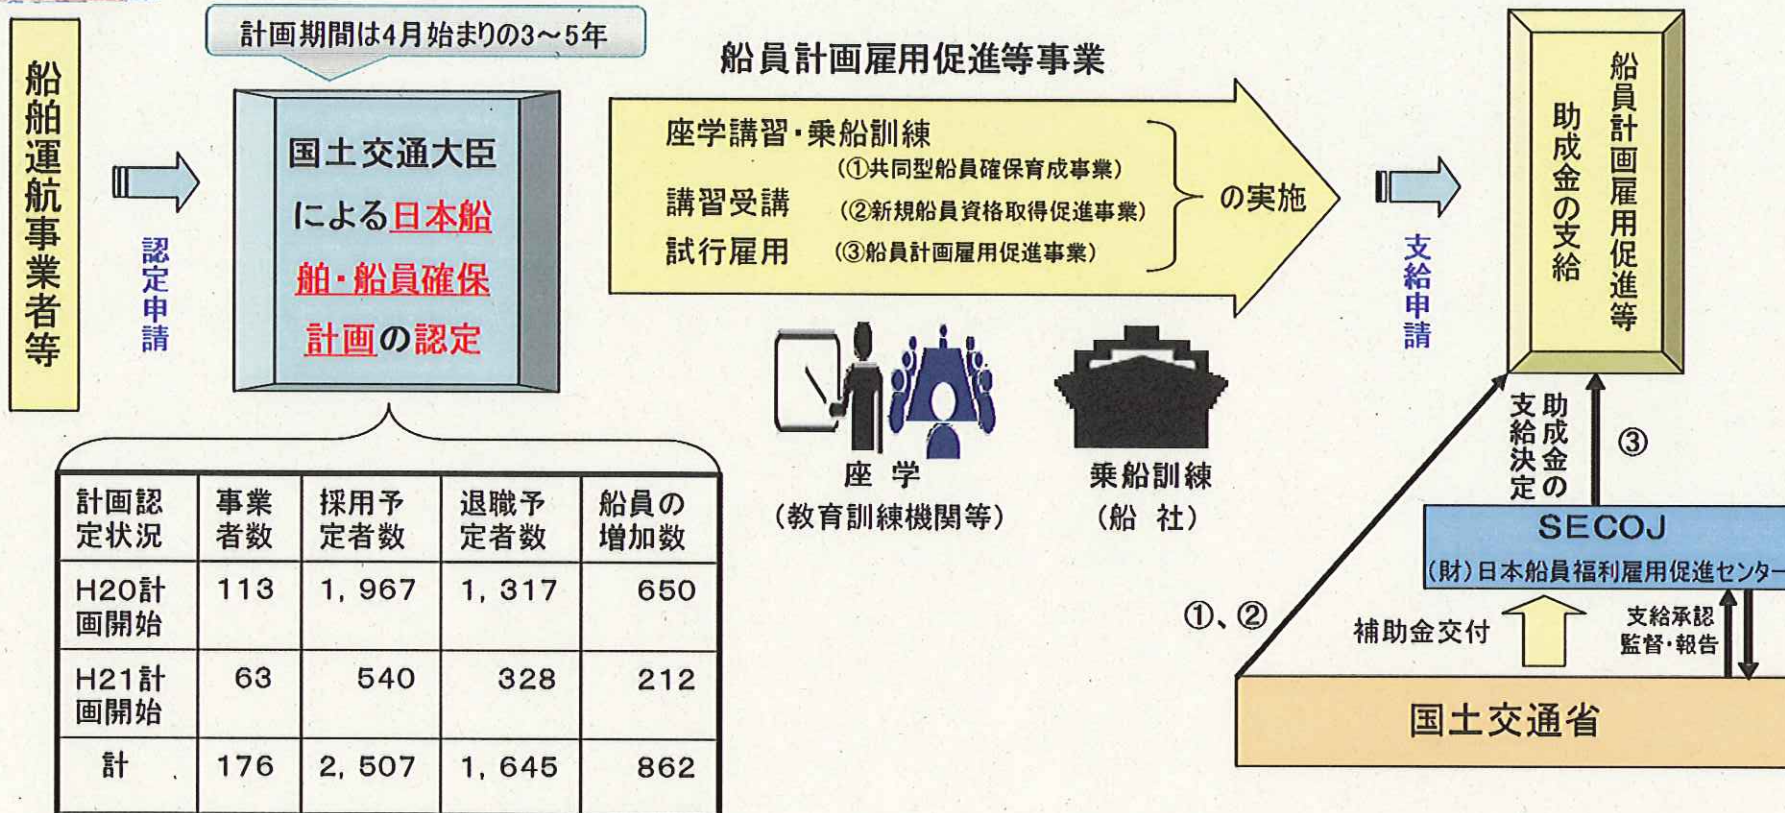 計画期間は4月始まりの3～5年
船舶運航事業者等
認定申請
国土交通大臣
による日本船
舶・船員確保
計画の認定
船員計画雇用促進等事業
座学講習・乗船訓練
(①共同型船員確保育成事業)
講習受講 (②新規船員資格取得促進事業)
試行雇用 (③船員計画雇用促進事業)
の実施
支給申請
船員計画雇用促進等
助成金の支給
座 学
(教育訓練機関等)
乗船訓練
(船 社)
助成金の
支給決定
③
SECOJ
(財)日本船員福利雇用促進センター
①、②
補助金交付
支給承認
監督・報告
国土交通省
計画認
定状況
事業
者数
採用予
定者数
退職予
定者数
船員の
増加数
H20計
画開始
113 1,967 1,317 650
H21計
画開始
63 540 328 212
計 176 2,507 1,645 862